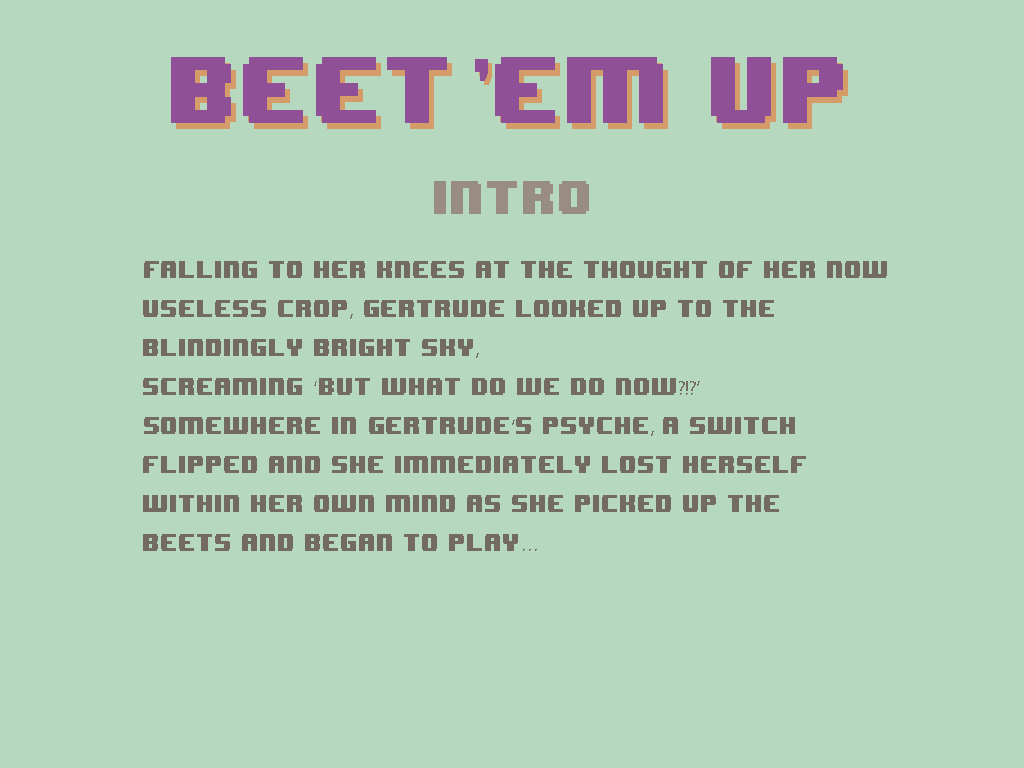 BEET 'EM UP
INTRO
FALLING TO HER KNEES AT THE THOUGHT OF HER NOW
USELESS CROP, GERTRUDE LOOKED UP TO THE
BLINDINGLY BRIGHT SKY,
SCREAMING 'BUT WHAT DO WE DO NOW?!?'
SOMEWHERE IN GERTRUDE'S PSYCHE, A SWITCH
FLIPPED AND SHE IMMEDIATELY LOST HERSELF
WITHIN HER OWN MIND AS SHE PICKED UP THE
BEETS AND BEGAN TO PLAY...